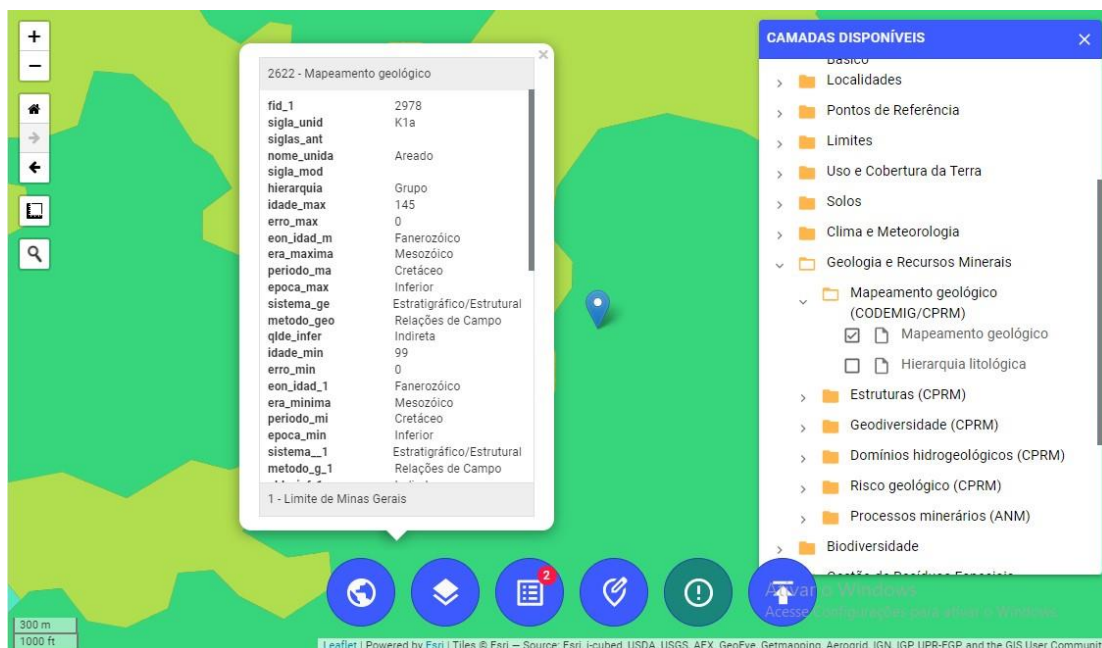 +
−
300 m
1000 ft
×
2622 - Mapeamento geológico
fid_1 2978
sigla_unid K1a
siglas_ant
nome_unida Areado
sigla_mod
hierarquia Grupo
idade_max 145
erro_max 0
eon_idad_m Fanerozóico
era_maxima Mesozóico
periodo_ma Cretáceo
epoca_max Inferior
sistema_ge Estratigráfico/Estrutural
metodo_geo Relações de Campo
qlde_infer Indireta
idade_min 99
erro_min 0
eon_idad_1 Fanerozóico
era_minima Mesozóico
periodo_mi Cretáceo
epoca_min Inferior
sistema__1 Estratigráfico/Estrutural
metodo_g_1 Relações de Campo
1 - Limite de Minas Gerais
2
CAMADAS DISPONÍVEIS ×
Básico
Localidades
Pontos de Referência
Limites
Uso e Cobertura da Terra
Solos
Clima e Meteorologia
Geologia e Recursos Minerais
Mapeamento geológico
(CODEMIG/CPRM)
Mapeamento geológico
Hierarquia litológica
Estruturas (CPRM)
Geodiversidade (CPRM)
Domínios hidrogeológicos (CPRM)
Risco geológico (CPRM)
Processos minerários (ANM)
Biodiversidade
Ativar o Windows
Acesse Configurações para ativar o Windows.
Leaflet | Powered by Esri | Tiles © Esri — Source: Esri, i-cubed, USDA, USGS, AEX, GeoEye, Getmapping, Aerogrid, IGN, IGP, UPR-EGP, and the GIS User Communit